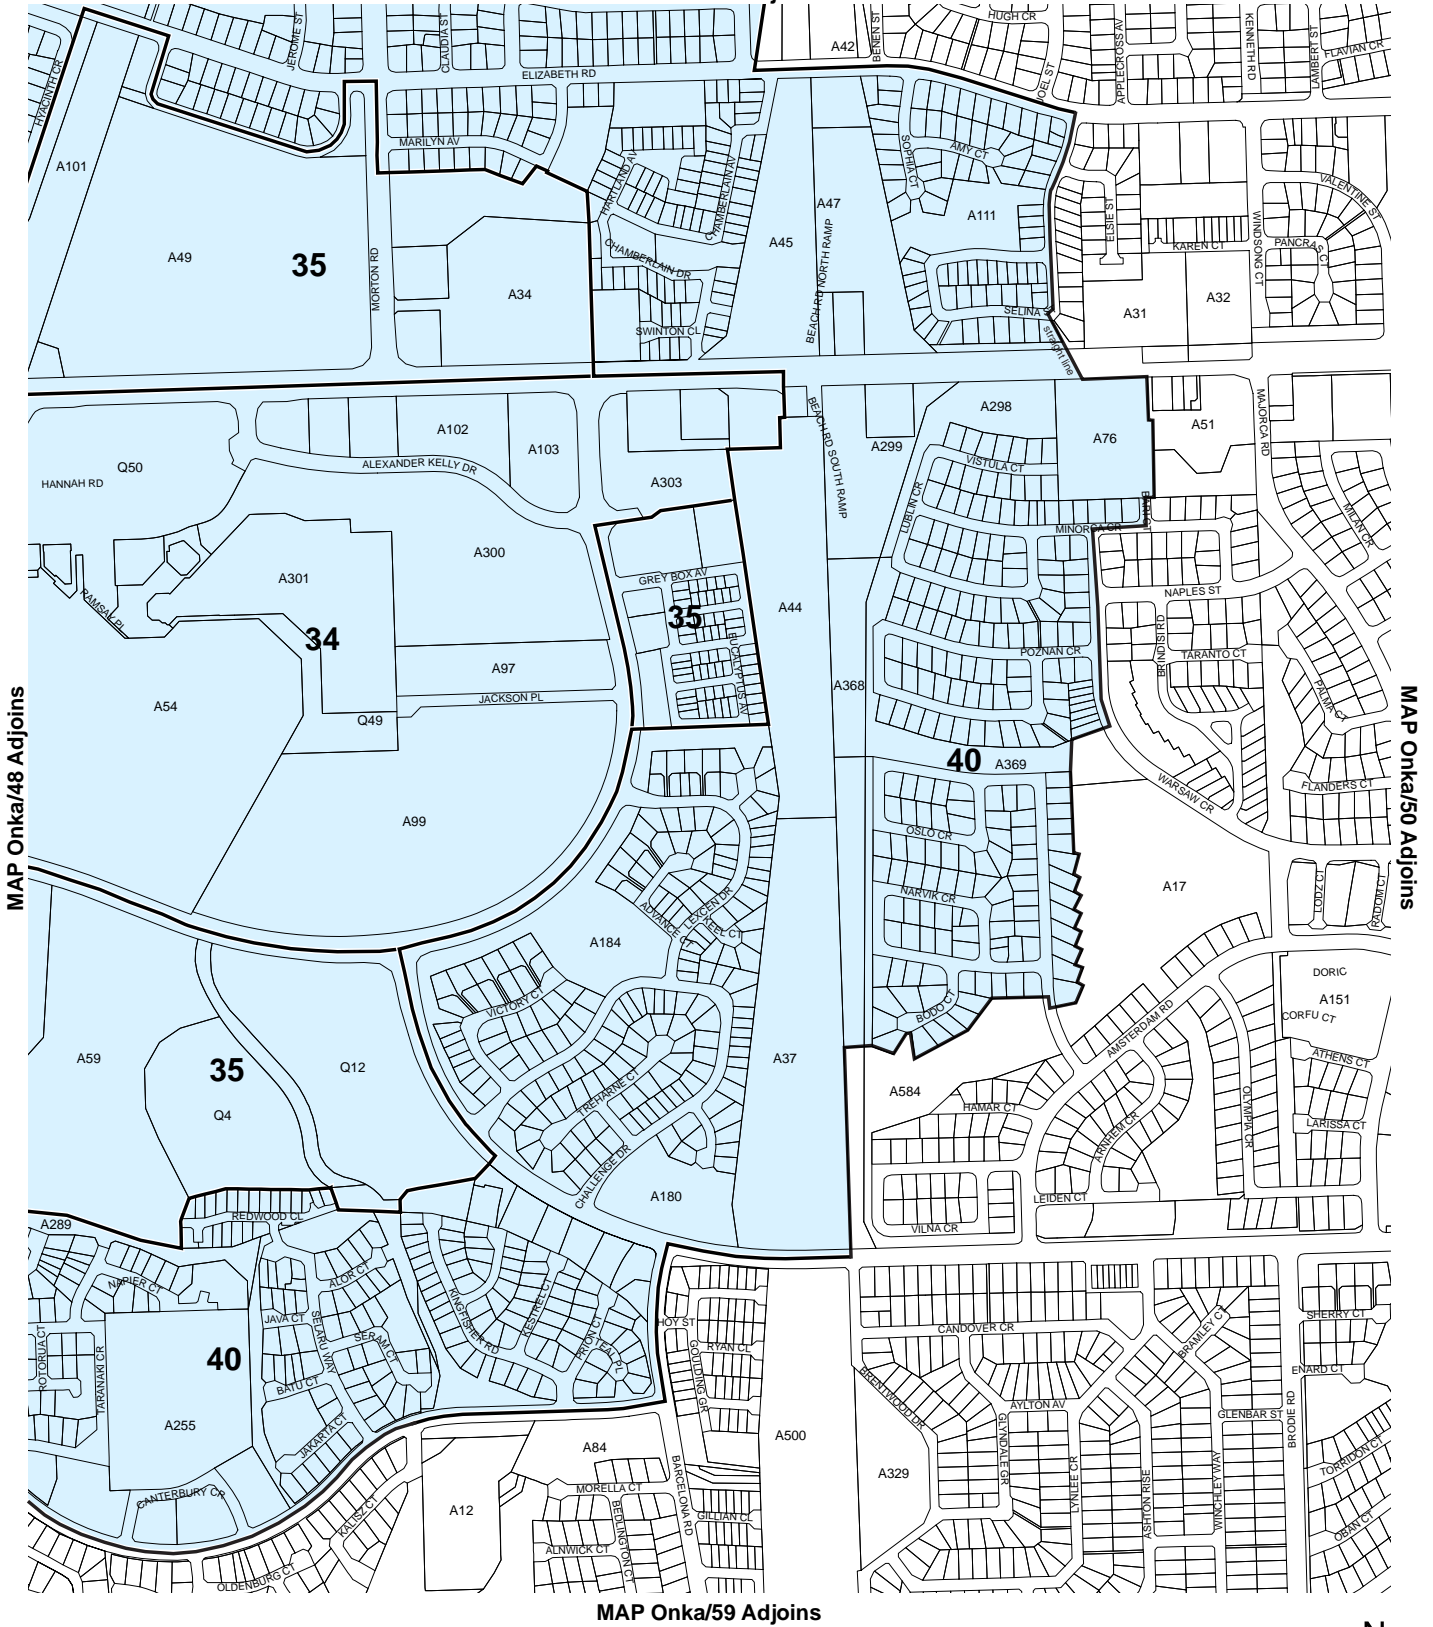 HUGH CR
BENEN ST
A42
JEROME ST
CLAUDIA ST
JOEL ST
APPLECROSS AV
KENNETH RD
LAMBERT ST
FLAVIAN CR
HYACINTH CR
ELIZABETH RD
MARILYN AV
A101
HARTLAND AV
CHAMBERLAIN AV
SOPHIA CT
AMY CT
A47
A111
ELSIE ST
VALENTINE ST
WINDSONG CT
KAREN CT
PANCRAS CT
A49
35
MORTON RD
A45
BEACH RD NORTH RAMP
CHAMBERLAIN DR
A34
A32
A31
SELINA
SWINTON CL
straight line
A102
A103
BEACH RD SOUTH RAMP
A298
A299
A76
A51
MAJORCA RD
ALEXANDER KELLY DR
Q50
HANNAH RD
A303
VISTULA CT
LUBLIN CR
MINORCA CR
MILAN CR
A300
A301
GREY BOX AV
NAPLES ST
RAMSAY PL
34
35
A44
EUCALYPTUS AV
BRINDISI RD
POZNAN CR
TARANTO CT
A97
JACKSON PL
A54
Q49
A368
PALMA CT
MAP Onka/48 Adjoins
MAP Onka/50 Adjoins
40
A369
WARSAW CR
FLANDERS CT
A99
OSLO CR
NARVIK CR
A17
LODZ CT
RADOM CT
LEXCEN DR
ADVANCE CT
KEEL CT
A184
VICTORY CT
BODO CT
DORIC
A151
CORFU CT
AMSTERDAM RD
ATHENS CT
A59
35
Q12
Q4
A37
TREHARNE CT
A584
HAMAR CT
ARNHEM CR
OLYMPIA CR
LARISSA CT
CHALLENGE DR
A180
LEIDEN CT
VILNA CR
REDWOOD CL
A289
NAPIER CT
ALOR CT
JAVA CT
SELARU WAY
SERAM CT
KINGFISHER RD
KESTREL CT
PRION CT
TEAL PL
HOY ST
GOULDING GR
RYAN CL
CANDOVER CR
BRAMLEY CT
SHERRY CT
ENARD CT
ROTORUA CT
TARANAKI CR
40
BATU CT
JAKARTA CT
A255
CANTERBURY CR
KALISZ CT
OLDENBURG CT
A12
A84
MORELLA CT
BARCELONA RD
BEDLINGTON CT
ALNWICK CT
GILLIAN CL
A500
BRENTWOOD DR
A329
GLYNDALE GR
AYLTON AV
LYNLEE CR
ASHTON RISE
WINCHLEY WAY
GLENBAR ST
BRODIE RD
TORRIDON CT
OBAN CT
MAP Onka/59 Adjoins